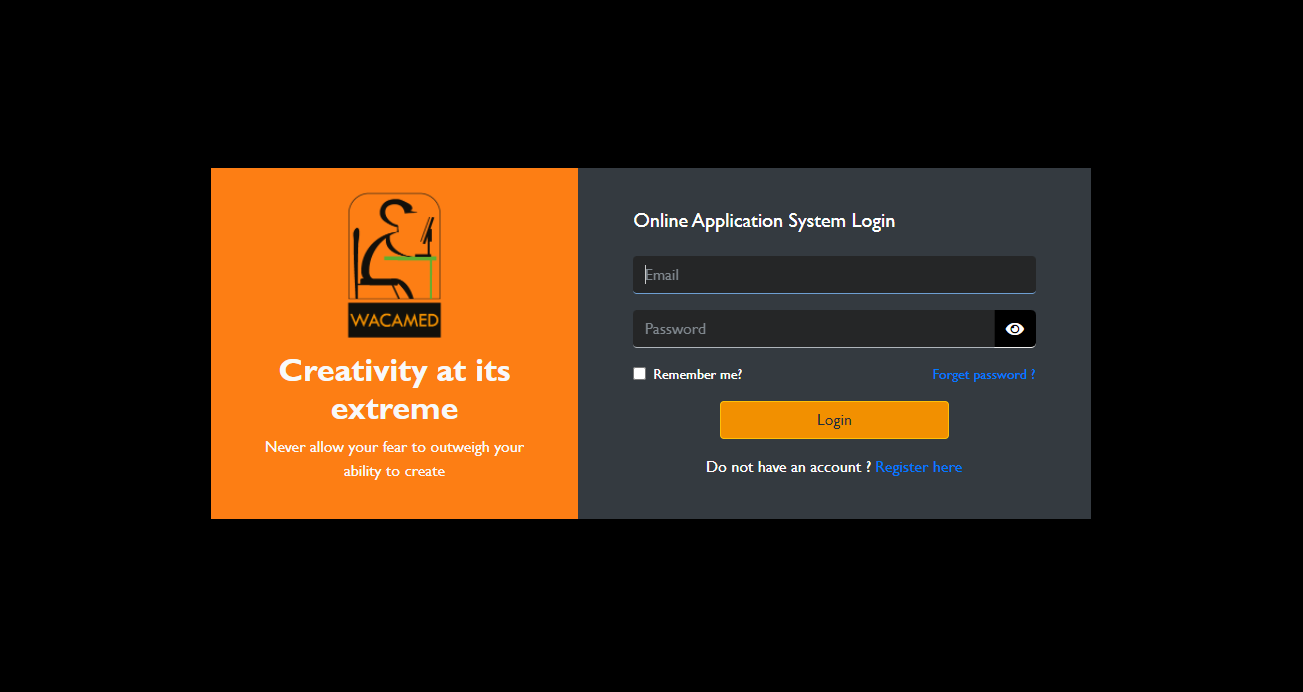 WACAMED
Creativity at its
extreme
Never allow your fear to outweigh your
ability to create
Online Application System Login
Email
Password
Remember me?
Forget password ?
Login
Do not have an account ? Register here